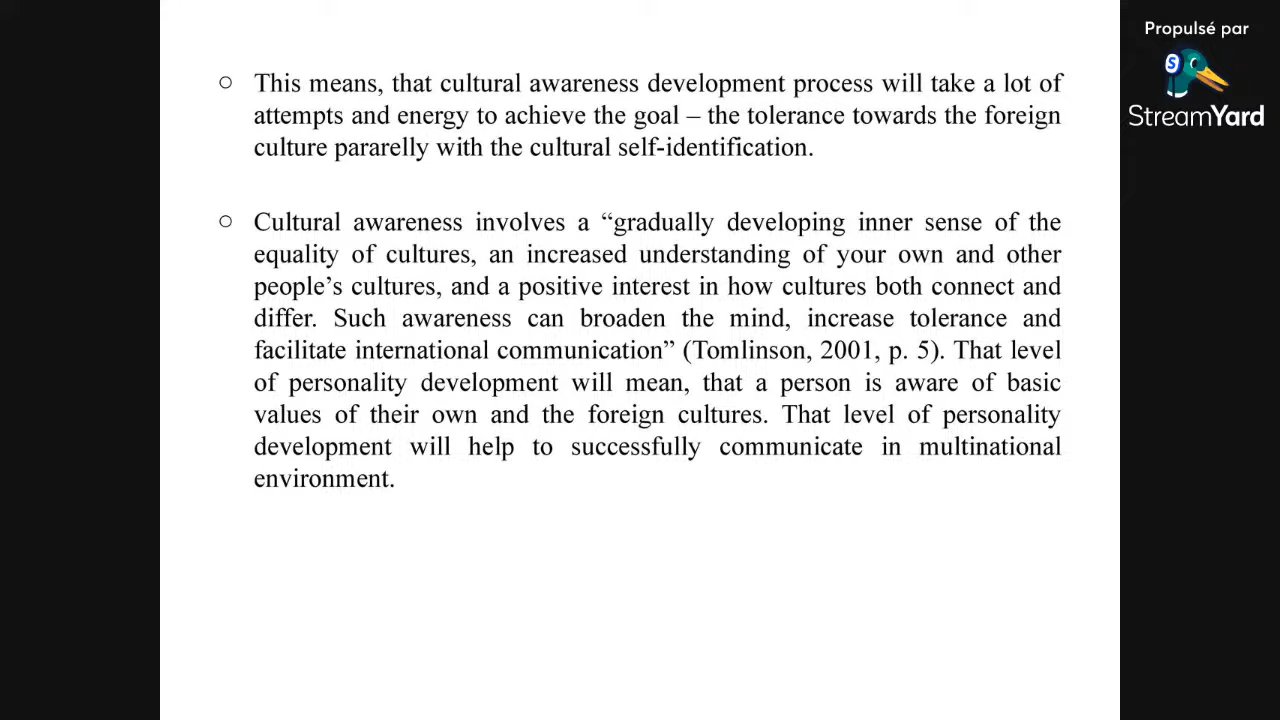 Propulsé par
StreamYard
○ This means, that cultural awareness development process will take a lot of
attempts and energy to achieve the goal – the tolerance towards the foreign
culture pararelly with the cultural self-identification.
○ Cultural awareness involves a “gradually developing inner sense of the
equality of cultures, an increased understanding of your own and other
people’s cultures, and a positive interest in how cultures both connect and
differ. Such awareness can broaden the mind, increase tolerance and
facilitate international communication” (Tomlinson, 2001, p. 5). That level
of personality development will mean, that a person is aware of basic
values of their own and the foreign cultures. That level of personality
development will help to successfully communicate in multinational
environment.